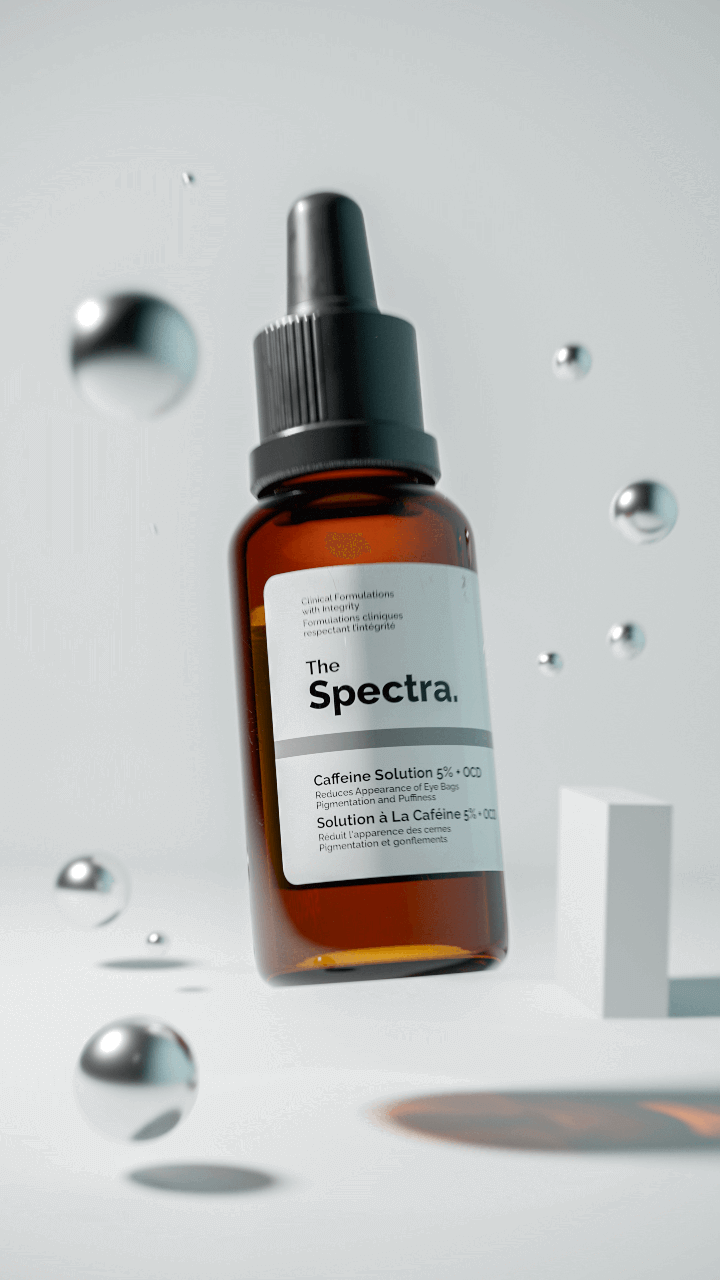 Clinical Formulations
with Integrity
Formulations cliniques
respectant l'intégrité
The
Spectra.
Caffeine Solution 5% + OCD
Reduces Appearance of Eye Bags
Pigmentation and Puffiness
Solution à La Caféine 5% + OCD
Réduit l'apparence des cernes
Pigmentation et gonflements